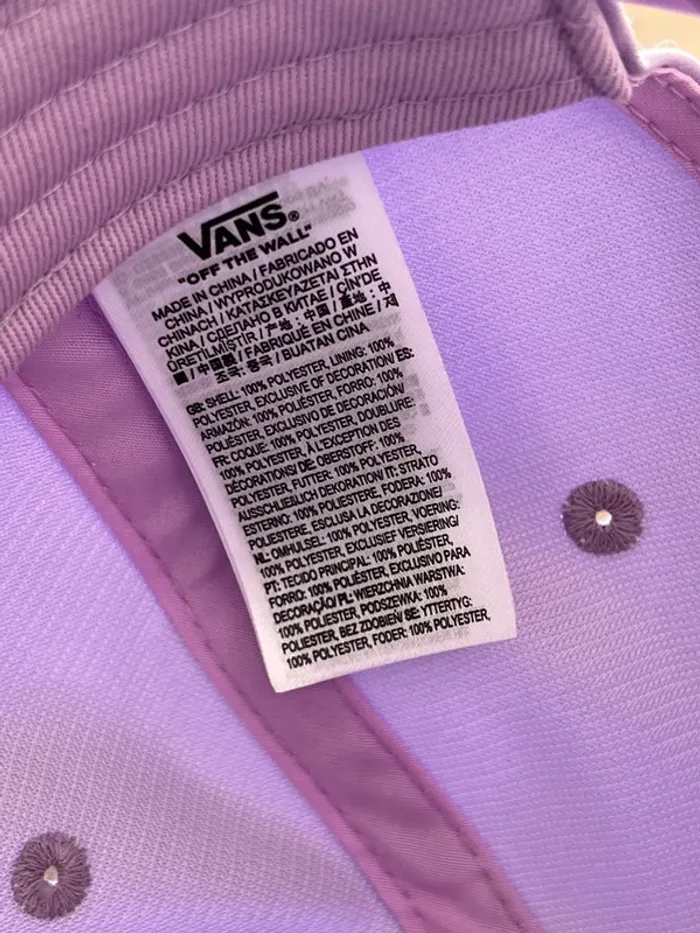 VANS®
"OFF THE WALL"
MADE IN CHINA / FABRICADO EN
CHINA / WYPRODUKOWANO W
CHINACH / ΚΑΤΑΣΚΕΥΑΖΕΤΑΙ ΣΤΗΝ
ΚΙΝΑ / СДЕЛАНО В КИТАЕ / ÇİN'DE
ÜRETİLMİŞTİR / 产地：中国 / 產地：中
/ FABRIQUÉ EN CHINE / 제
조국: 중국 / BUATAN CINA
GB: SHELL: 100% POLYESTER, LINING: 100%
POLYESTER, EXCLUSIVE OF DECORATION/ ES:
ARMAZÓN: 100% POLIÉSTER, FORRO: 100%
POLIÉSTER, EXCLUSIVO DE DECORACIÓN/
FR: COQUE: 100% POLYESTER, DOUBLURE:
100% POLYESTER, À L'EXCEPTION DES
DÉCORATIONS/ DE: OBERSTOFF: 100%
POLYESTER, FUTTER: 100% POLYESTER,
AUSSCHLIEßLICH DEKORATION/ IT: STRATO
ESTERNO: 100% POLIESTERE, FODERA: 100%
POLIESTERE, ESCLUSA LA DECORAZIONE/
NL: OMHULSEL: 100% POLYESTER, VOERING:
100% POLYESTER, EXCLUSIEF VERSIERING/
PT: TECIDO PRINCIPAL: 100% POLIÉSTER,
FORRO: 100% POLIÉSTER, EXCLUSIVO PARA
DECORAÇÃO/ PL: WIERZCHNIA WARSTWA:
100% POLIESTER, PODSZEWKA: 100%
POLIESTER, BEZ ZDOBIEŃ/ SE: YTTERTYG:
100% POLYESTER, FODER: 100% POLYESTER,